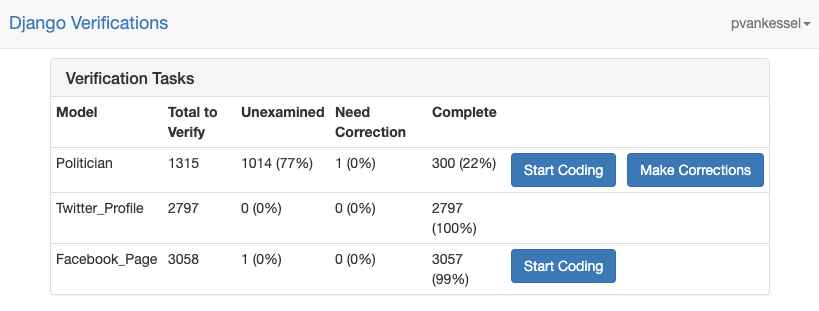 Django Verifications
pvankessel
Verification Tasks
Model Total to Verify Unexamined Need Correction Complete
Politician 1315 1014 (77%) 1 (0%) 300 (22%) Start Coding Make Corrections
Twitter_Profile 2797 0 (0%) 0 (0%) 2797 (100%)
Facebook_Page 3058 1 (0%) 0 (0%) 3057 (99%) Start Coding